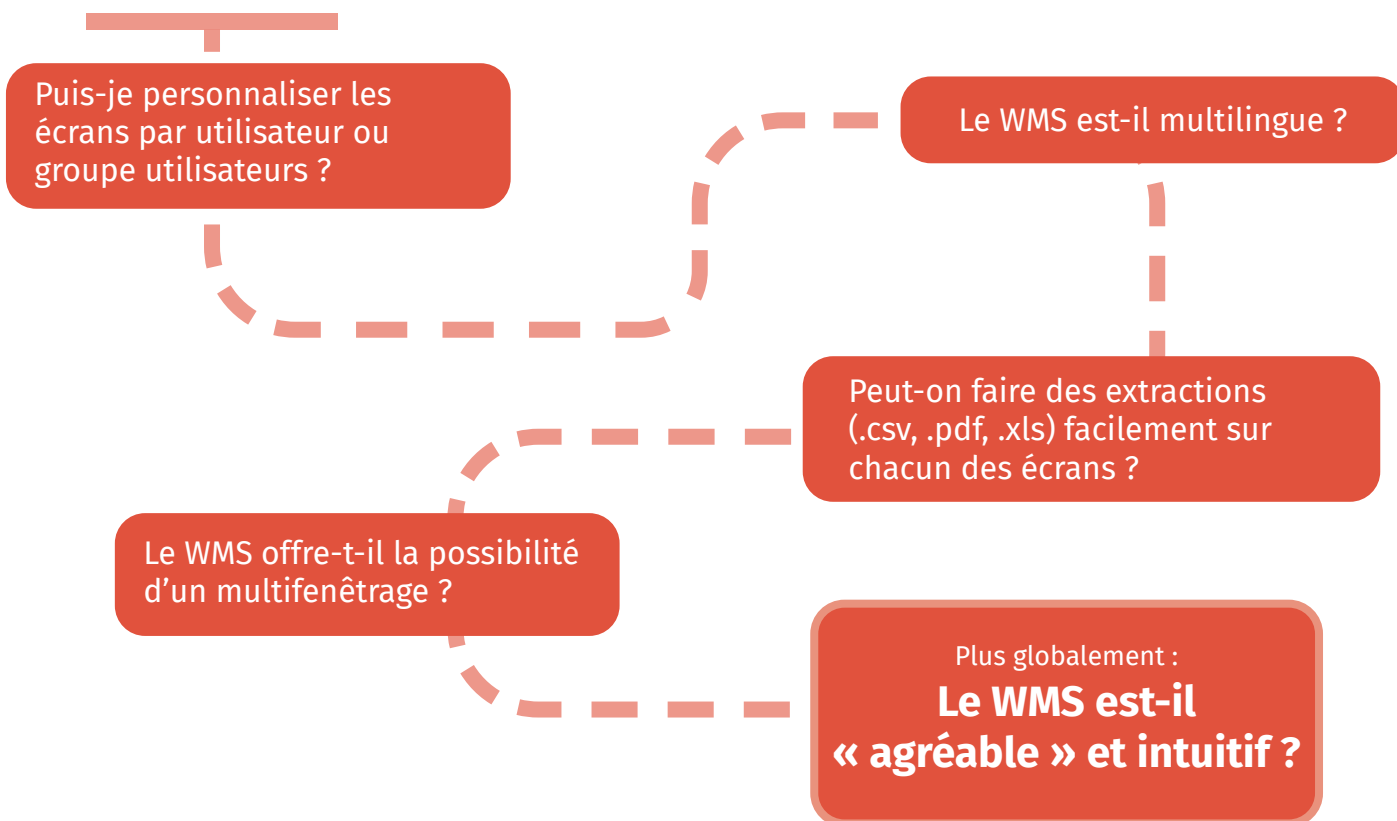 Puis-je personnaliser les
écrans par utilisateur ou
groupe utilisateurs ?
Le WMS est-il multilingue ?
Peut-on faire des extractions
(.csv, .pdf, .xls) facilement sur
chacun des écrans ?
Le WMS offre-t-il la possibilité
d’un multifenêtrage ?
Plus globalement :
Le WMS est-il
« agréable » et intuitif ?